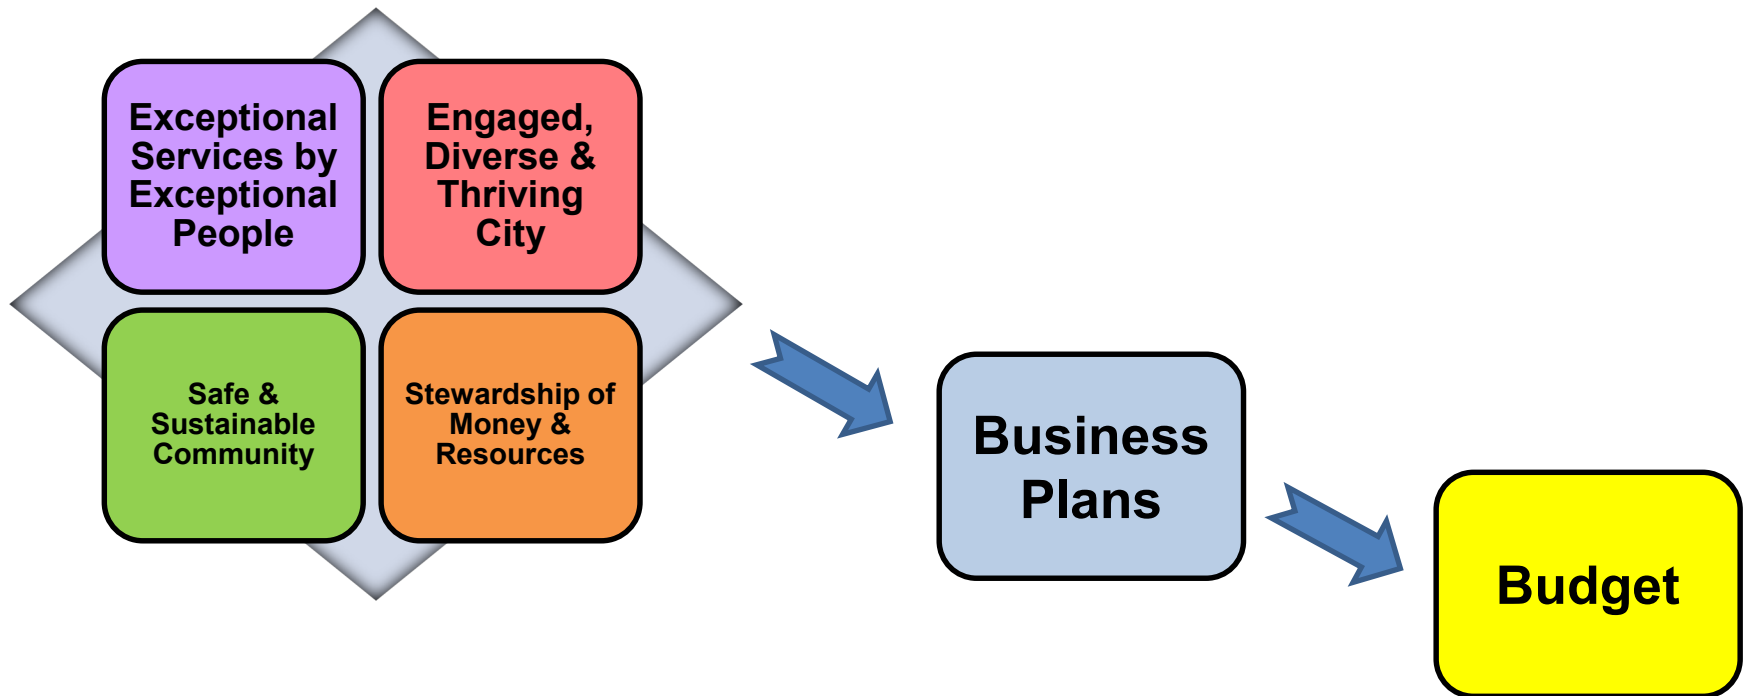 Exceptional
Services by
Exceptional
People
Engaged,
Diverse &
Thriving
City
Safe &
Sustainable
Community
Stewardship of
Money &
Resources
Business
Plans
Budget